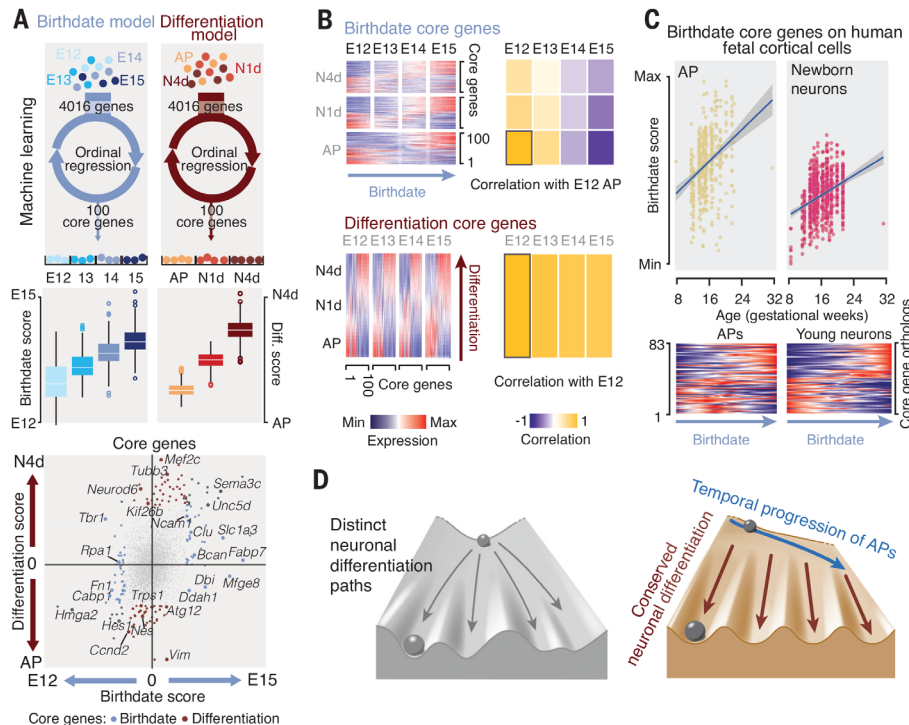 A
Birthdate model
Differentiation
model
Machine learning
E12
E14
E13
E15
4016 genes
Ordinal
regression
100
core genes
AP
N1d
N4d
4016 genes
Ordinal
regression
100
core genes
E12 13 14 15
AP N1d N4d
E15
Birthdate score
E12
N4d
Diff. score
AP
Core genes
N4d
Differentiation score
0
AP
Mef2c
Tubb3
Neurod6
Sema3c
Kif26b
Unc5d
Tbr1
Ncam1
Clu
Slc1a3
Rpa1
Bcan
Fabp7
Fn1
Dbi
Mfge8
Cabp1
Trps1
Ddah1
Hmga2
Atg12
Hes1
Nes
Ccnd2
Vim
E12 0 E15
Birthdate score
Core genes: Birthdate Differentiation
B
Birthdate core genes
E12 E13 E14 E15
N4d
N1d
AP
Core genes
100
1
Birthdate
E12 E13 E14 E15
Correlation with E12 AP
Differentiation core genes
E12 E13 E14 E15
N4d
N1d
AP
Differentiation
1
100
Core genes
E12 E13 E14 E15
Correlation with E12
Min Max
Expression
-1 1
Correlation
C
Birthdate core genes on human
fetal cortical cells
AP
Newborn
neurons
Max
Birthdate score
Min
8 16 24 32
8 16 24 32
Age (gestational weeks)
APs
Young neurons
83
1
Core gene orthologs
Birthdate
Birthdate
D
Distinct
neuronal
differentiation
paths
Temporal progression of APs
Conserved
neuronal differentiation